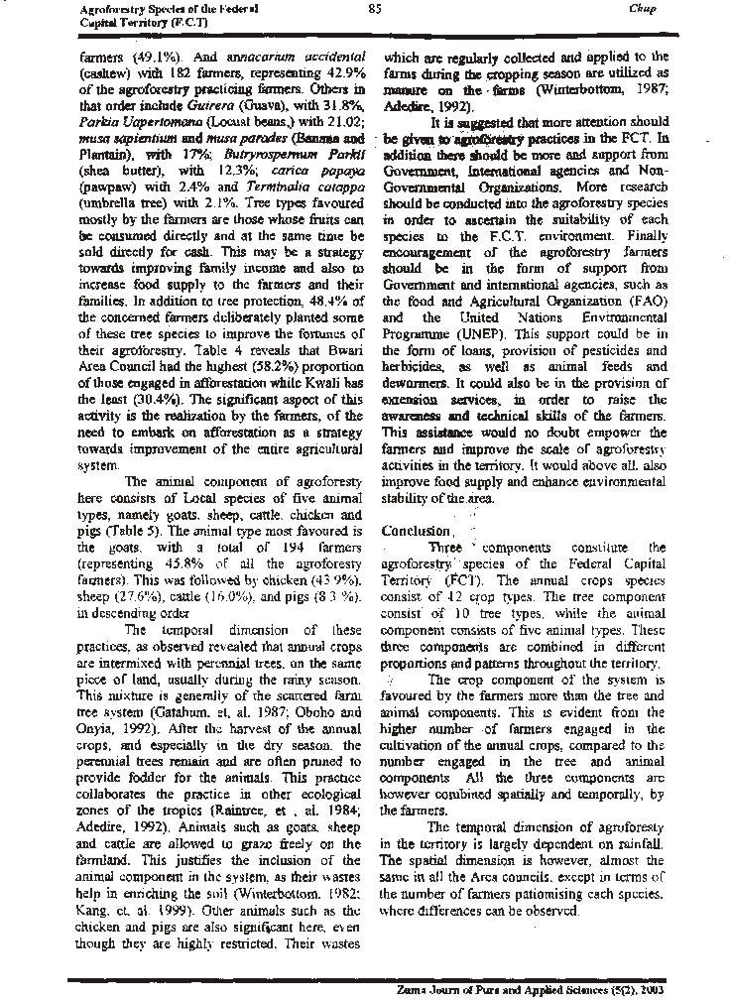 Agroforestry Species of the Federal
Capital Territory (F.C.T)
85
Chup
farmers (49.1%). And annacarium accidental
(cashew) with 182 farmers, representing 42.9%
of the agroforestry practicing farmers. Others in
that order include Guirera (Guava), with 31.8%,
Parkia Uapertomana (Locust beans,) with 21.02;
musa sapientium and musa parodes (Banana and
Plantain), with 17%; Butryrospernum Parkii
(shea butter), with 12.3%; carica papaya
(pawpaw) with 2.4% and Terminalia catappa
(umbrella tree) with 2.1%. Tree types favoured
mostly by the farmers are those whose fruits can
be consumed directly and at the same time be
sold directly for cash. This may be a strategy
towards improving family income and also to
increase food supply to the farmers and their
families. In addition to tree protection, 48.4% of
the concerned farmers deliberately planted some
of these tree species to improve the fortunes of
their agroforestry. Table 4 reveals that Bwari
Area Council had the highest (58.2%) proportion
of those engaged in afforestation while Kwali has
the least (30.4%). The significant aspect of this
activity is the realization by the farmers, of the
need to embark on afforestation as a strategy
towards improvement of the entire agricultural
system.
The animal component of agroforesty
here consists of Local species of five animal
types, namely goats, sheep, cattle, chicken and
pigs (Table 5). The animal type most favoured is
the goats, with a total of 194 farmers
(representing 45.8% of all the agroforesty
farmers). This was followed by chicken (43.9%),
sheep (27.6%), cattle (16.0%), and pigs (8.3 %),
in descending order
The temporal dimension of these
practices, as observed revealed that annual crops
are intermixed with perennial trees, on the same
piece of land, usually during the rainy season.
This mixture is generally of the scattered farm
tree system (Gatahum, et, al. 1987; Oboho and
Onyia, 1992). After the harvest of the annual
crops, and especially in the dry season, the
perennial trees remain and are often pruned to
provide fodder for the animals. This practice
collaborates the practice in other ecological
zones of the tropics (Raintree, et , al. 1984;
Adedire, 1992). Animals such as goats, sheep
and cattle are allowed to graze freely on the
farmland. This justifies the inclusion of the
animal component in the system, as their wastes
help in enriching the soil (Winterbottom, 1982;
Kang, et, al. 1999). Other animals such as the
chicken and pigs are also significant here, even
though they are highly restricted. Their wastes
which are regularly collected and applied to the
farms during the cropping season are utilized as
manure on the farms (Winterbottom, 1987;
Adedire, 1992).
It is suggested that more attention should
be given to agroforestry practices in the FCT. In
addition there should be more and support from
Government, International agencies and Non-
Governmental Organizations. More research
should be conducted into the agroforestry species
in order to ascertain the suitability of each
species to the F.C.T. environment. Finally
encouragement of the agroforestry farmers
should be in the form of support from
Government and international agencies, such as
the food and Agricultural Organization (FAO)
and the United Nations Environmental
Programme (UNEP). This support could be in
the form of loans, provision of pesticides and
herbicides, as well as animal feeds and
dewormers. It could also be in the provision of
extension services, in order to raise the
awareness and technical skills of the farmers.
This assistance would no doubt empower the
farmers and improve the scale of agroforestry
activities in the territory. It would above all, also
improve food supply and enhance environmental
stability of the area.
Conclusion
Three components constitute the
agroforestry species of the Federal Capital
Territory (FCT). The annual crops species
consist of 12 crop types. The tree component
consist of 10 tree types, while the animal
component consists of five animal types. These
three components are combined in different
proportions and patterns throughout the territory.
The crop component of the system is
favoured by the farmers more than the tree and
animal components. This is evident from the
higher number of farmers engaged in the
cultivation of the annual crops, compared to the
number engaged in the tree and animal
components All the three components are
however combined spatially and temporally, by
the farmers.
The temporal dimension of agroforesty
in the territory is largely dependent on rainfall.
The spatial dimension is however, almost the
same in all the Area councils, except in terms of
the number of farmers patiomising each species,
where differences can be observed.
Zuma Journ of Pure and Applied Sciences (5(2), 2003